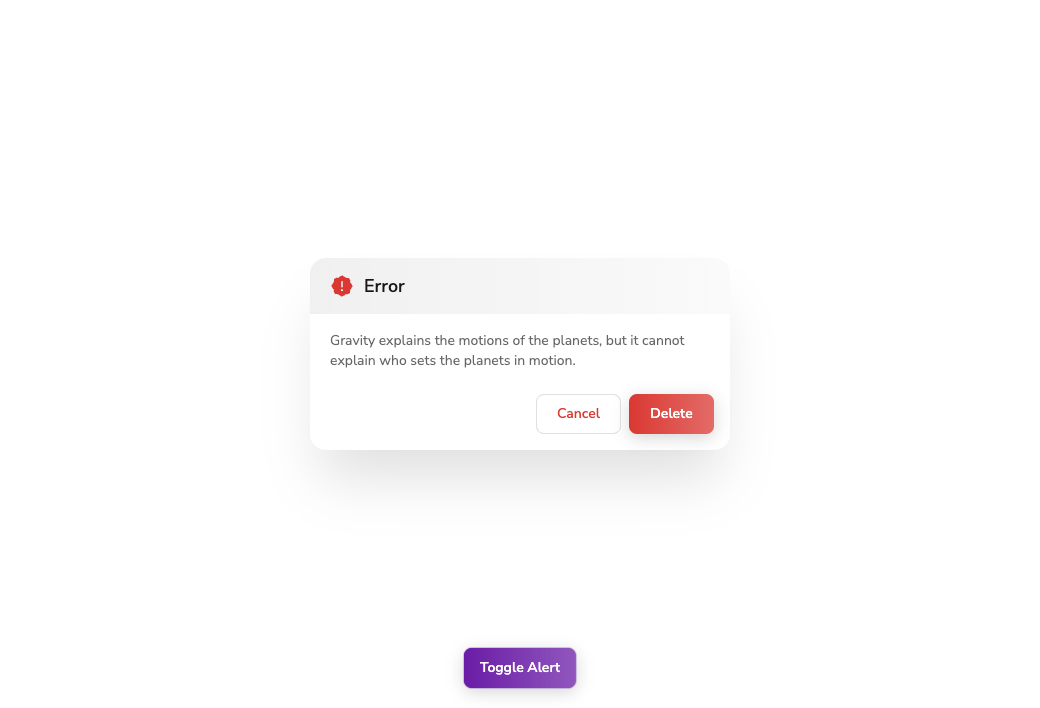 Error
Gravity explains the motions of the planets, but it cannot
explain who sets the planets in motion.
Cancel
Delete
Toggle Alert